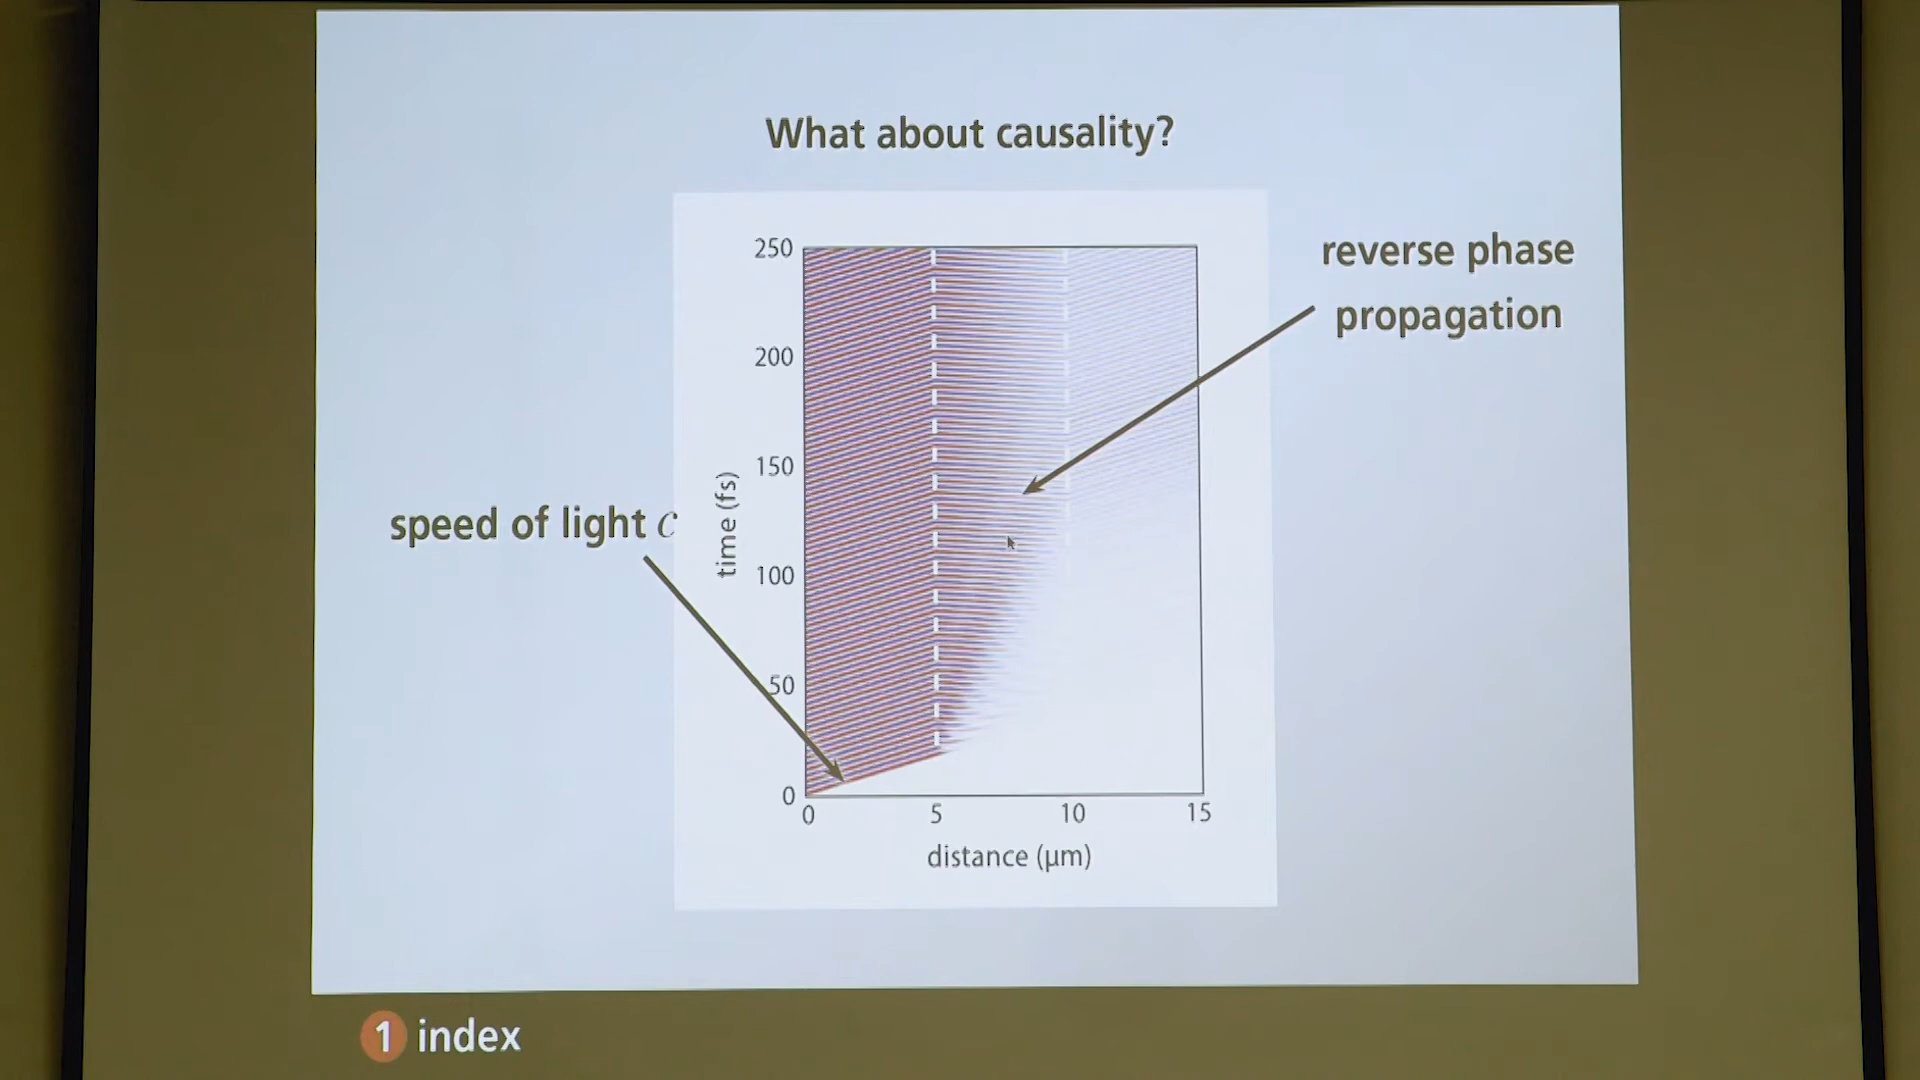 What about causality?
reverse phase
propagation
speed of light c
time (fs)
250
200
150
100
50
0
0 5 10 15
distance (µm)
1 index